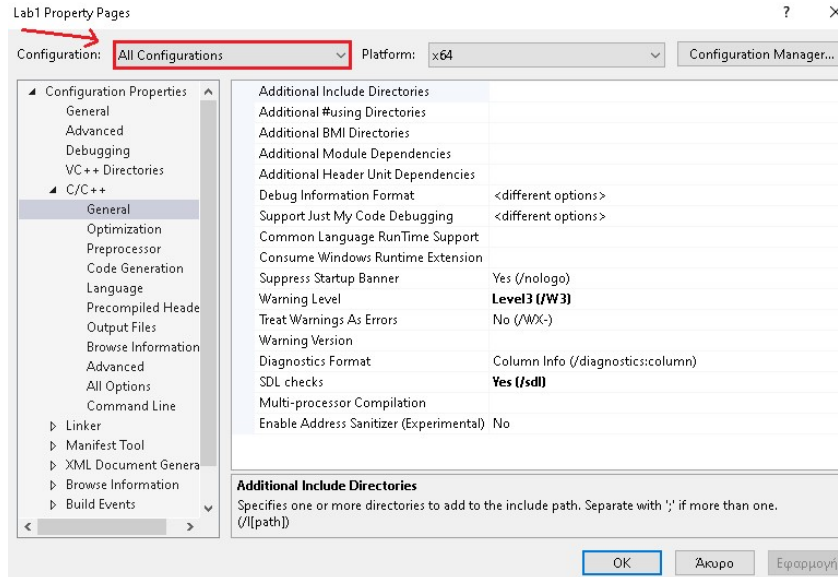 Lab1 Property Pages
? X
Configuration: All Configurations Platform: x64 Configuration Manager...
Configuration Properties
General
Advanced
Debugging
VC++ Directories
C/C++
General
Optimization
Preprocessor
Code Generation
Language
Precompiled Heade
Output Files
Browse Information
Advanced
All Options
Command Line
Linker
Manifest Tool
XML Document Genera
Browse Information
Build Events
Additional Include Directories
Additional #using Directories
Additional BMI Directories
Additional Module Dependencies
Additional Header Unit Dependencies
Debug Information Format <different options>
Support Just My Code Debugging <different options>
Common Language RunTime Support
Consume Windows Runtime Extension
Suppress Startup Banner Yes (/nologo)
Warning Level Level3 (/W3)
Treat Warnings As Errors No (/WX-)
Warning Version
Diagnostics Format Column Info (/diagnostics:column)
SDL checks Yes (/sdl)
Multi-processor Compilation
Enable Address Sanitizer (Experimental) No
Additional Include Directories
Specifies one or more directories to add to the include path. Separate with ';' if more than one.
(/I[path])
OK Άκυρο Εφαρμογή